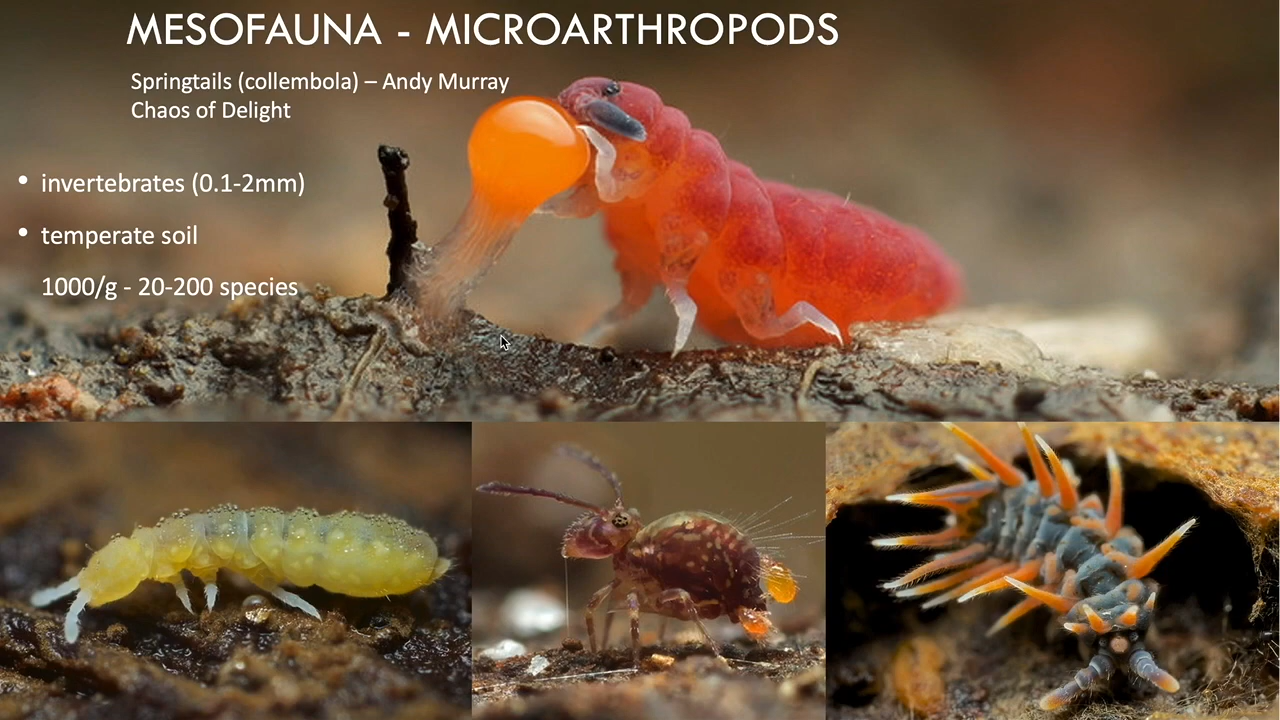 MESOFAUNA - MICROARTHROPODS
Springtails (collembola) – Andy Murray
Chaos of Delight
• invertebrates (0.1-2mm)
• temperate soil
1000/g - 20-200 species